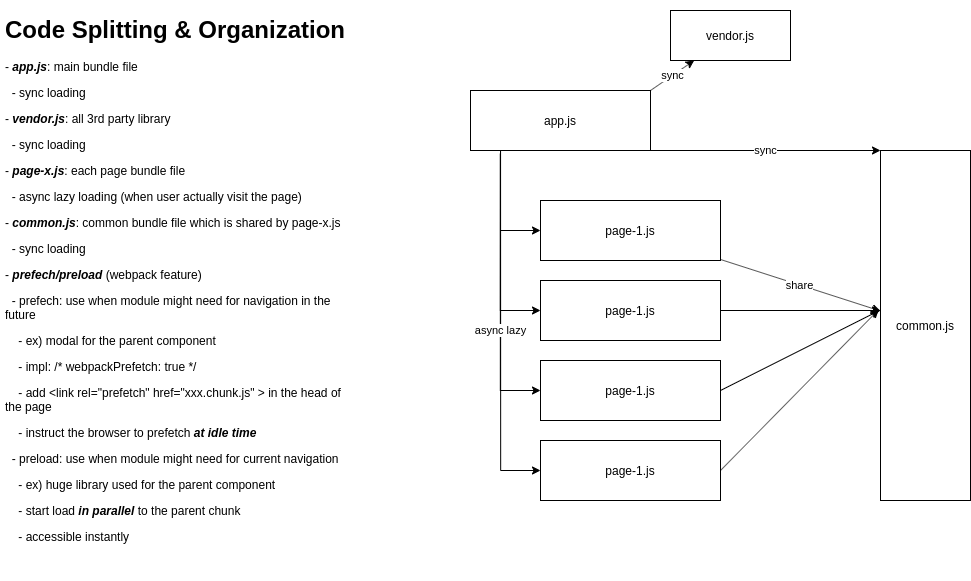 Code Splitting & Organization
- app.js: main bundle file
- sync loading
- vendor.js: all 3rd party library
- sync loading
- page-x.js: each page bundle file
- async lazy loading (when user actually visit the page)
- common.js: common bundle file which is shared by page-x.js
- sync loading
- prefech/preload (webpack feature)
- prefech: use when module might need for navigation in the
future
- ex) modal for the parent component
- impl: /* webpackPrefetch: true */
- add <link rel="prefetch" href="xxx.chunk.js" > in the head of
the page
- instruct the browser to prefetch at idle time
- preload: use when module might need for current navigation
- ex) huge library used for the parent component
- start load in parallel to the parent chunk
- accessible instantly
vendor.js
sync
app.js
sync
page-1.js
share
page-1.js
async lazy
common.js
page-1.js
page-1.js